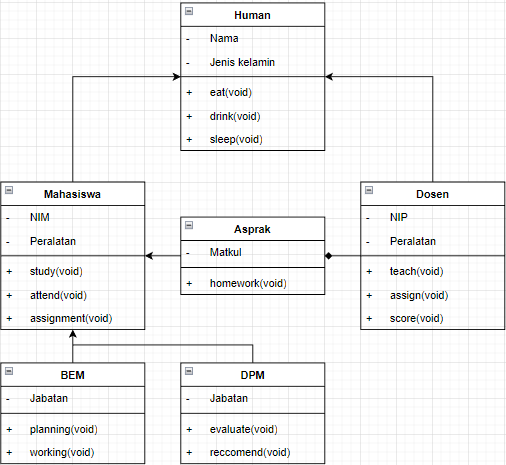 Human
- Nama
- Jenis kelamin
+ eat(void)
+ drink(void)
+ sleep(void)
Mahasiswa
- NIM
- Peralatan
+ study(void)
+ attend(void)
+ assignment(void)
Asprak
- Matkul
+ homework(void)
Dosen
- NIP
- Peralatan
+ teach(void)
+ assign(void)
+ score(void)
BEM
- Jabatan
+ planning(void)
+ working(void)
DPM
- Jabatan
+ evaluate(void)
+ reccomend(void)